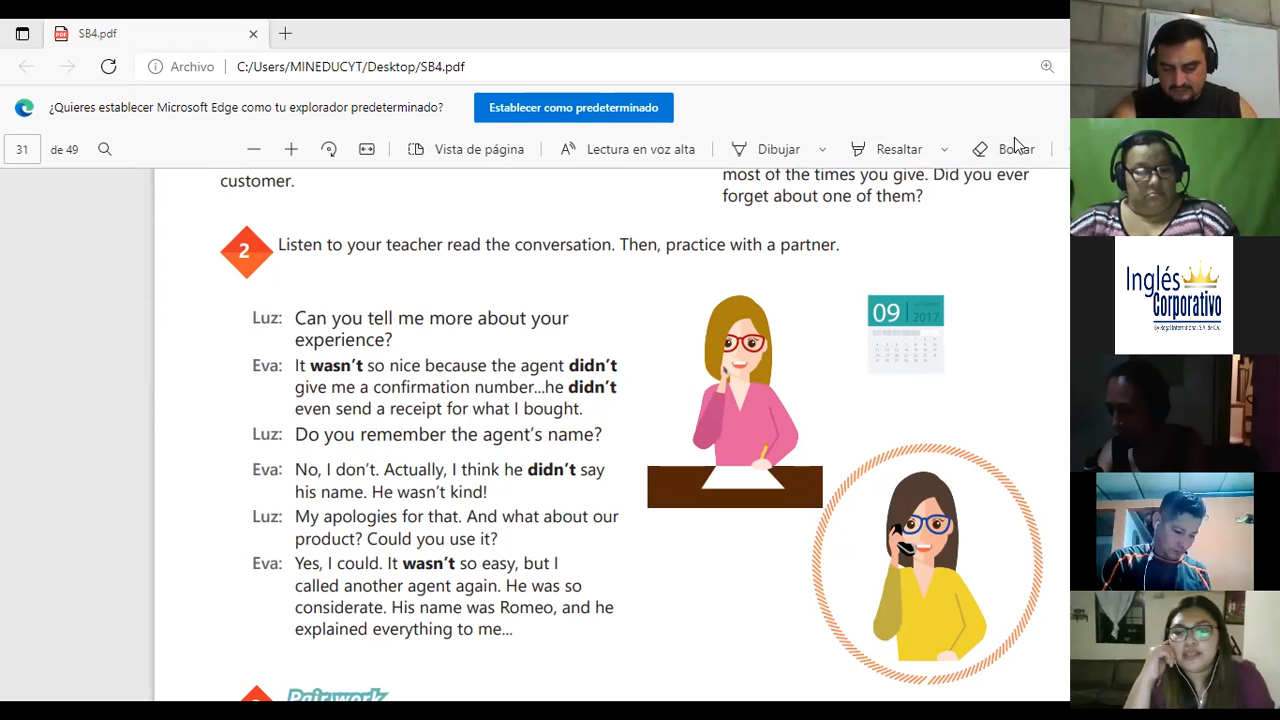 SB4.pdf
Archivo
C:/Users/MINEDUCYT/Desktop/SB4.pdf
¿Quieres establecer Microsoft Edge como tu explorador predeterminado?
Establecer como predeterminado
31 de 49
Vista de página
Lectura en voz alta
Dibujar
Resaltar
customer.
most of the times you give. Did you ever
forget about one of them?
2 Listen to your teacher read the conversation. Then, practice with a partner.
Luz: Can you tell me more about your
experience?
Eva: It wasn't so nice because the agent didn't
give me a confirmation number...he didn't
even send a receipt for what I bought.
Luz: Do you remember the agent's name?
Eva: No, I don't. Actually, I think he didn't say
his name. He wasn't kind!
Luz: My apologies for that. And what about our
product? Could you use it?
Eva: Yes, I could. It wasn't so easy, but I
called another agent again. He was so
considerate. His name was Romeo, and he
explained everything to me...
09
2017
Pair work
Inglés
Corporativo